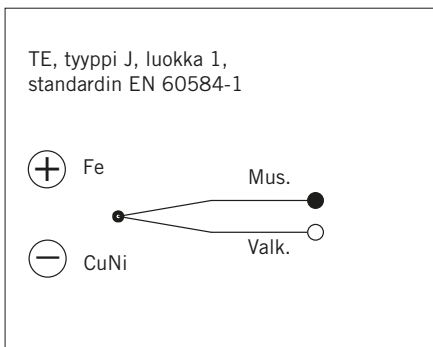 TE, tyyppi J, luokka 1,
standardin EN 60584-1
+ Fe
Mus.
Valk.
− CuNi